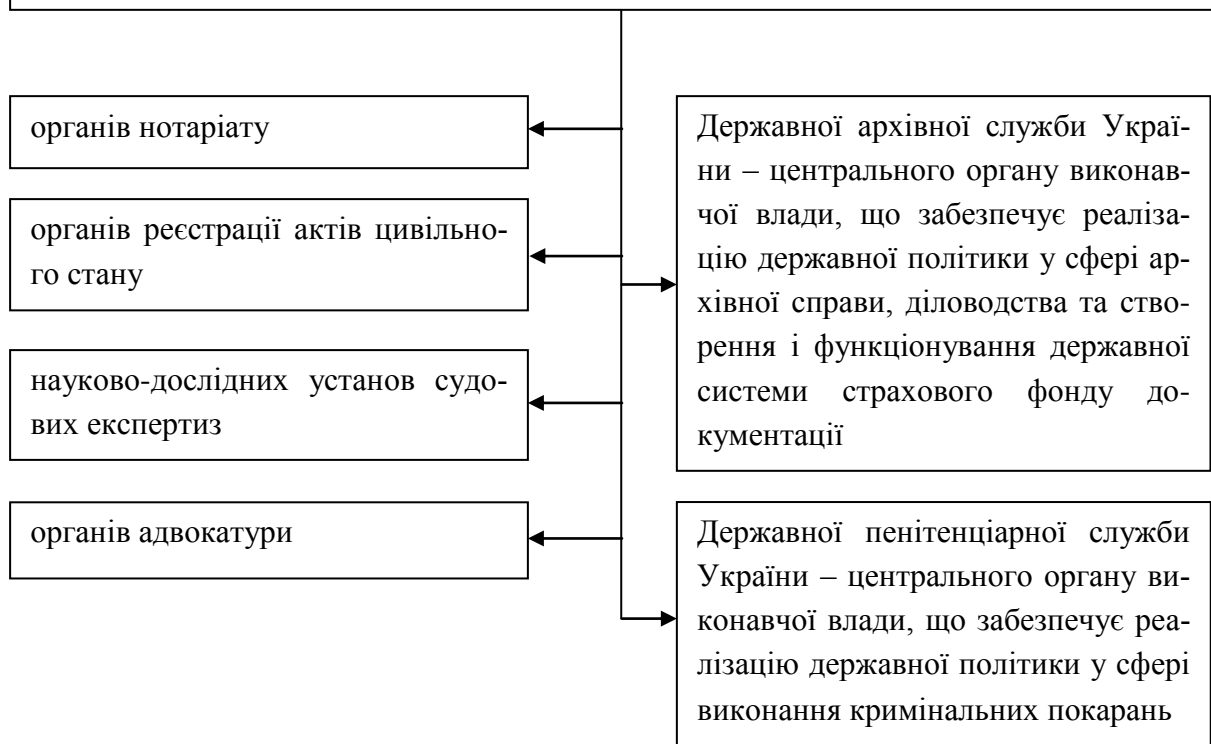 органів нотаріату
органів реєстрації актів цивільно-
го стану
науково-дослідних установ судо-
вих експертиз
органів адвокатури
Державної архівної служби Украї-
ни – центрального органу виконав-
чої влади, що забезпечує реаліза-
цію державної політики у сфері ар-
хівної справи, діловодства та ство-
рення і функціонування державної
системи страхового фонду до-
кументації
Державної пенітенціарної служби
України – центрального органу ви-
конавчої влади, що забезпечує реа-
лізацію державної політики у сфері
виконання кримінальних покарань